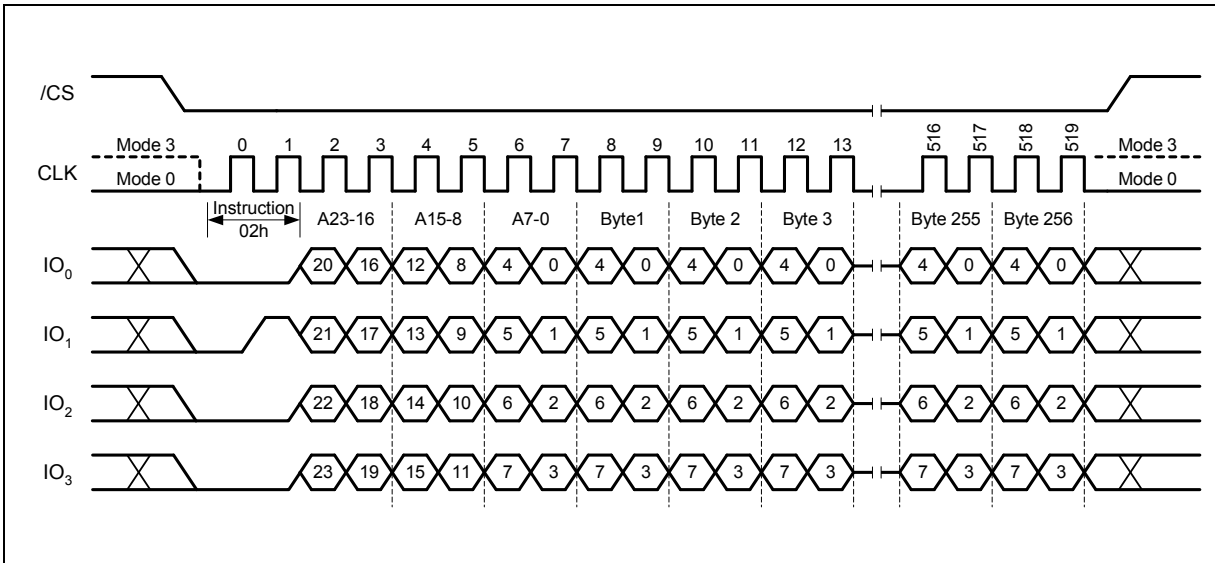 /CS
Mode 3 0 1 2 3 4 5 6 7 8 9 10 11 12 13 516 517 518 519 Mode 3
CLK
Mode 0 Mode 0
Instruction
02h
A23-16 A15-8 A7-0 Byte1 Byte 2 Byte 3 Byte 255 Byte 256
IO0 20 16 12 8 4 0 4 0 4 0 4 0 4 0 4 0
IO1 21 17 13 9 5 1 5 1 5 1 5 1 5 1 5 1
IO2 22 18 14 10 6 2 6 2 6 2 6 2 6 2 6 2
IO3 23 19 15 11 7 3 7 3 7 3 7 3 7 3 7 3